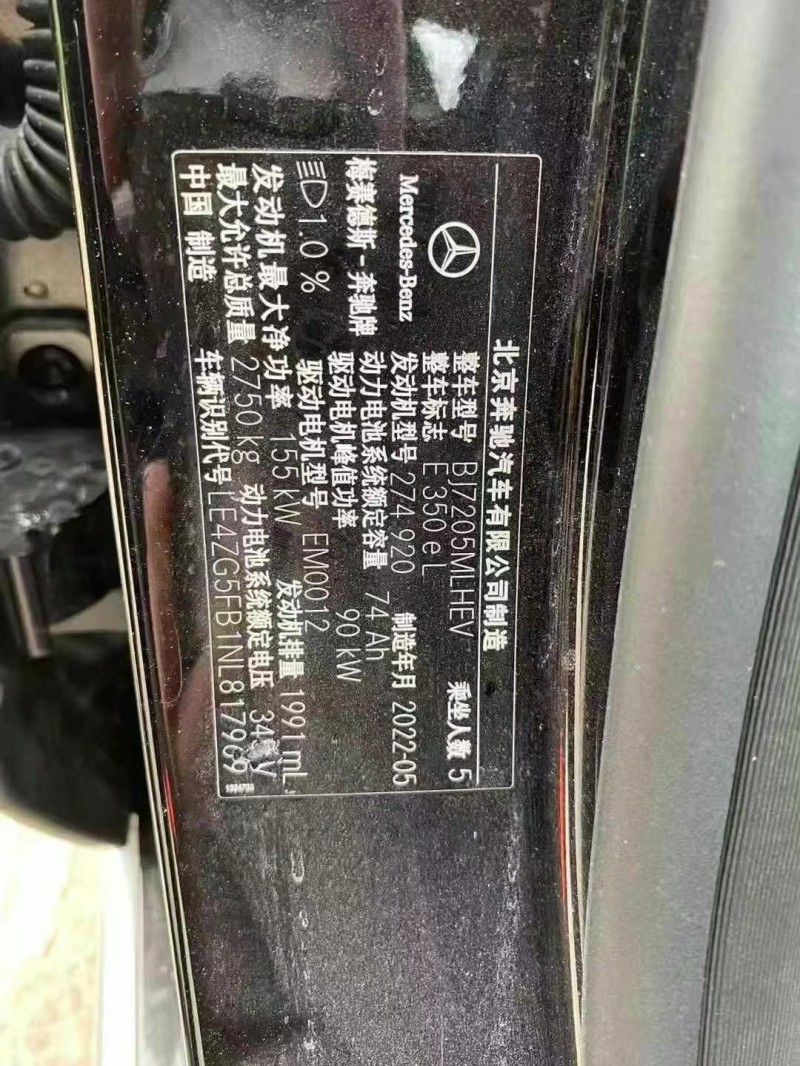 北京奔驰汽车有限公司制造
Mercedes-Benz
梅赛德斯-奔驰牌
整车型号 BJ7205MLHEV 乘坐人数 5
整车标志 E 350 e L
发动机型号 274 920 制造年月 2022-05
动力电池系统额定容量 74 Ah
驱动电机峰值功率 90 kW
1.0 % 驱动电机型号 EM0012
发动机最大净功率 155 kW 发动机排量 1991 mL
最大允许总质量 2750 kg 动力电池系统额定电压
中国 制造 车辆识别代号 LE4ZG5FB1NL817969